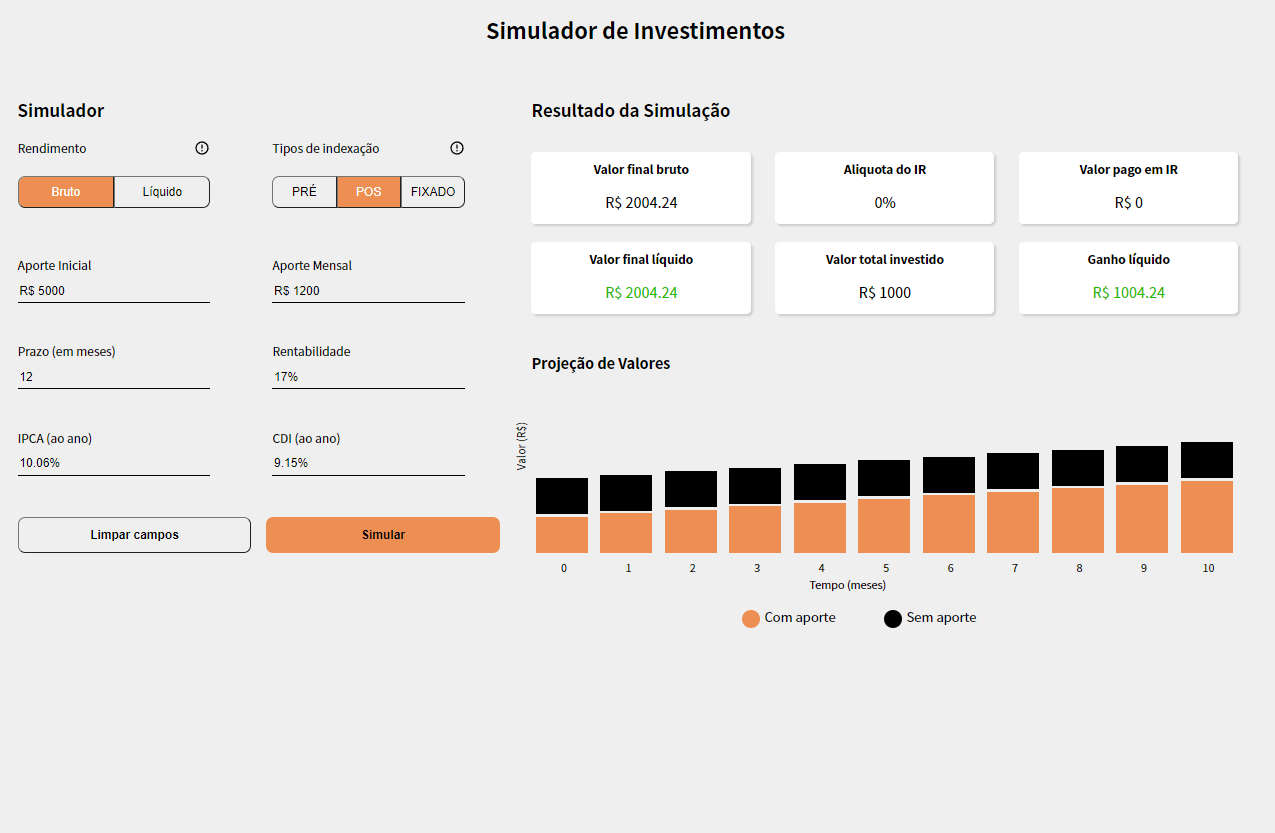 Simulador de Investimentos
Simulador
Rendimento
Tipos de indexação
Bruto Líquido
PRÉ POS FIXADO
Aporte Inicial
R$ 5000
Aporte Mensal
R$ 1200
Prazo (em meses)
12
Rentabilidade
17%
IPCA (ao ano)
10.06%
CDI (ao ano)
9.15%
Limpar campos
Simular
Resultado da Simulação
Valor final bruto
R$ 2004.24
Aliquota do IR
0%
Valor pago em IR
R$ 0
Valor final líquido
R$ 2004.24
Valor total investido
R$ 1000
Ganho líquido
R$ 1004.24
Projeção de Valores
Valor (R$)
0 1 2 3 4 5 6 7 8 9 10
Tempo (meses)
Com aporte
Sem aporte